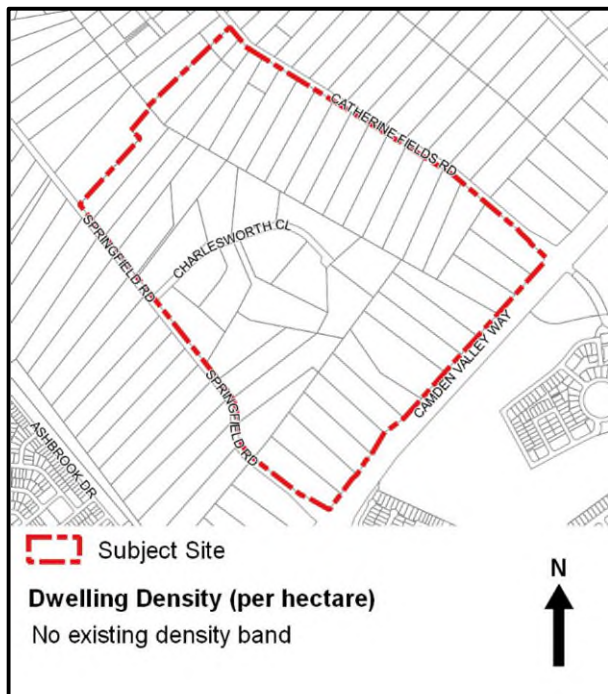 CATHERINE FIELDS RD
CHARLESWORTH CL
SPRINGFIELD RD
SPRINGFIELD RD
CAMDEN VALLEY WAY
ASHBROOK DR
Subject Site
Dwelling Density (per hectare)
No existing density band
N